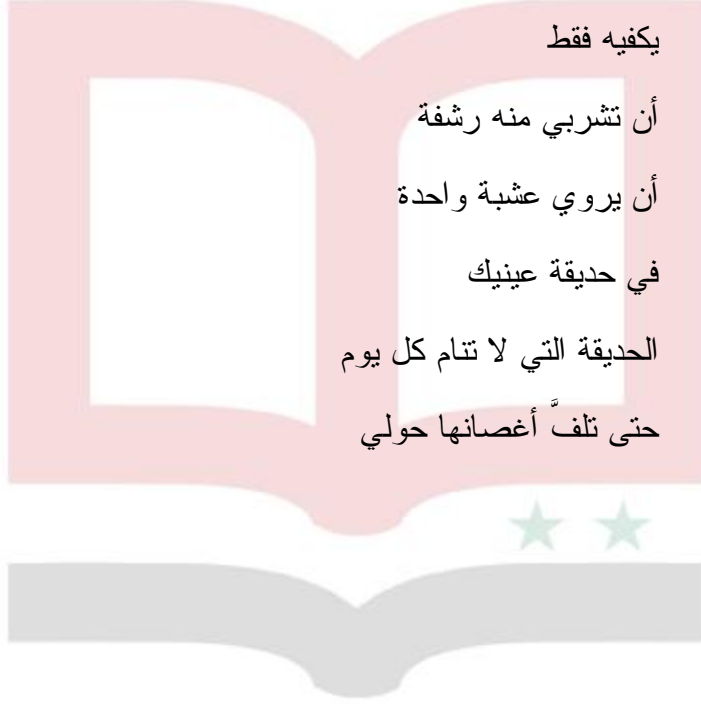 يكفيه فقط
أن تشربي منه رشفة
أن يروي عشبة واحدة
في حديقة عينيك
الحديقة التي لا تنام كل يوم
حتى تلفَّ أغصانها حولي